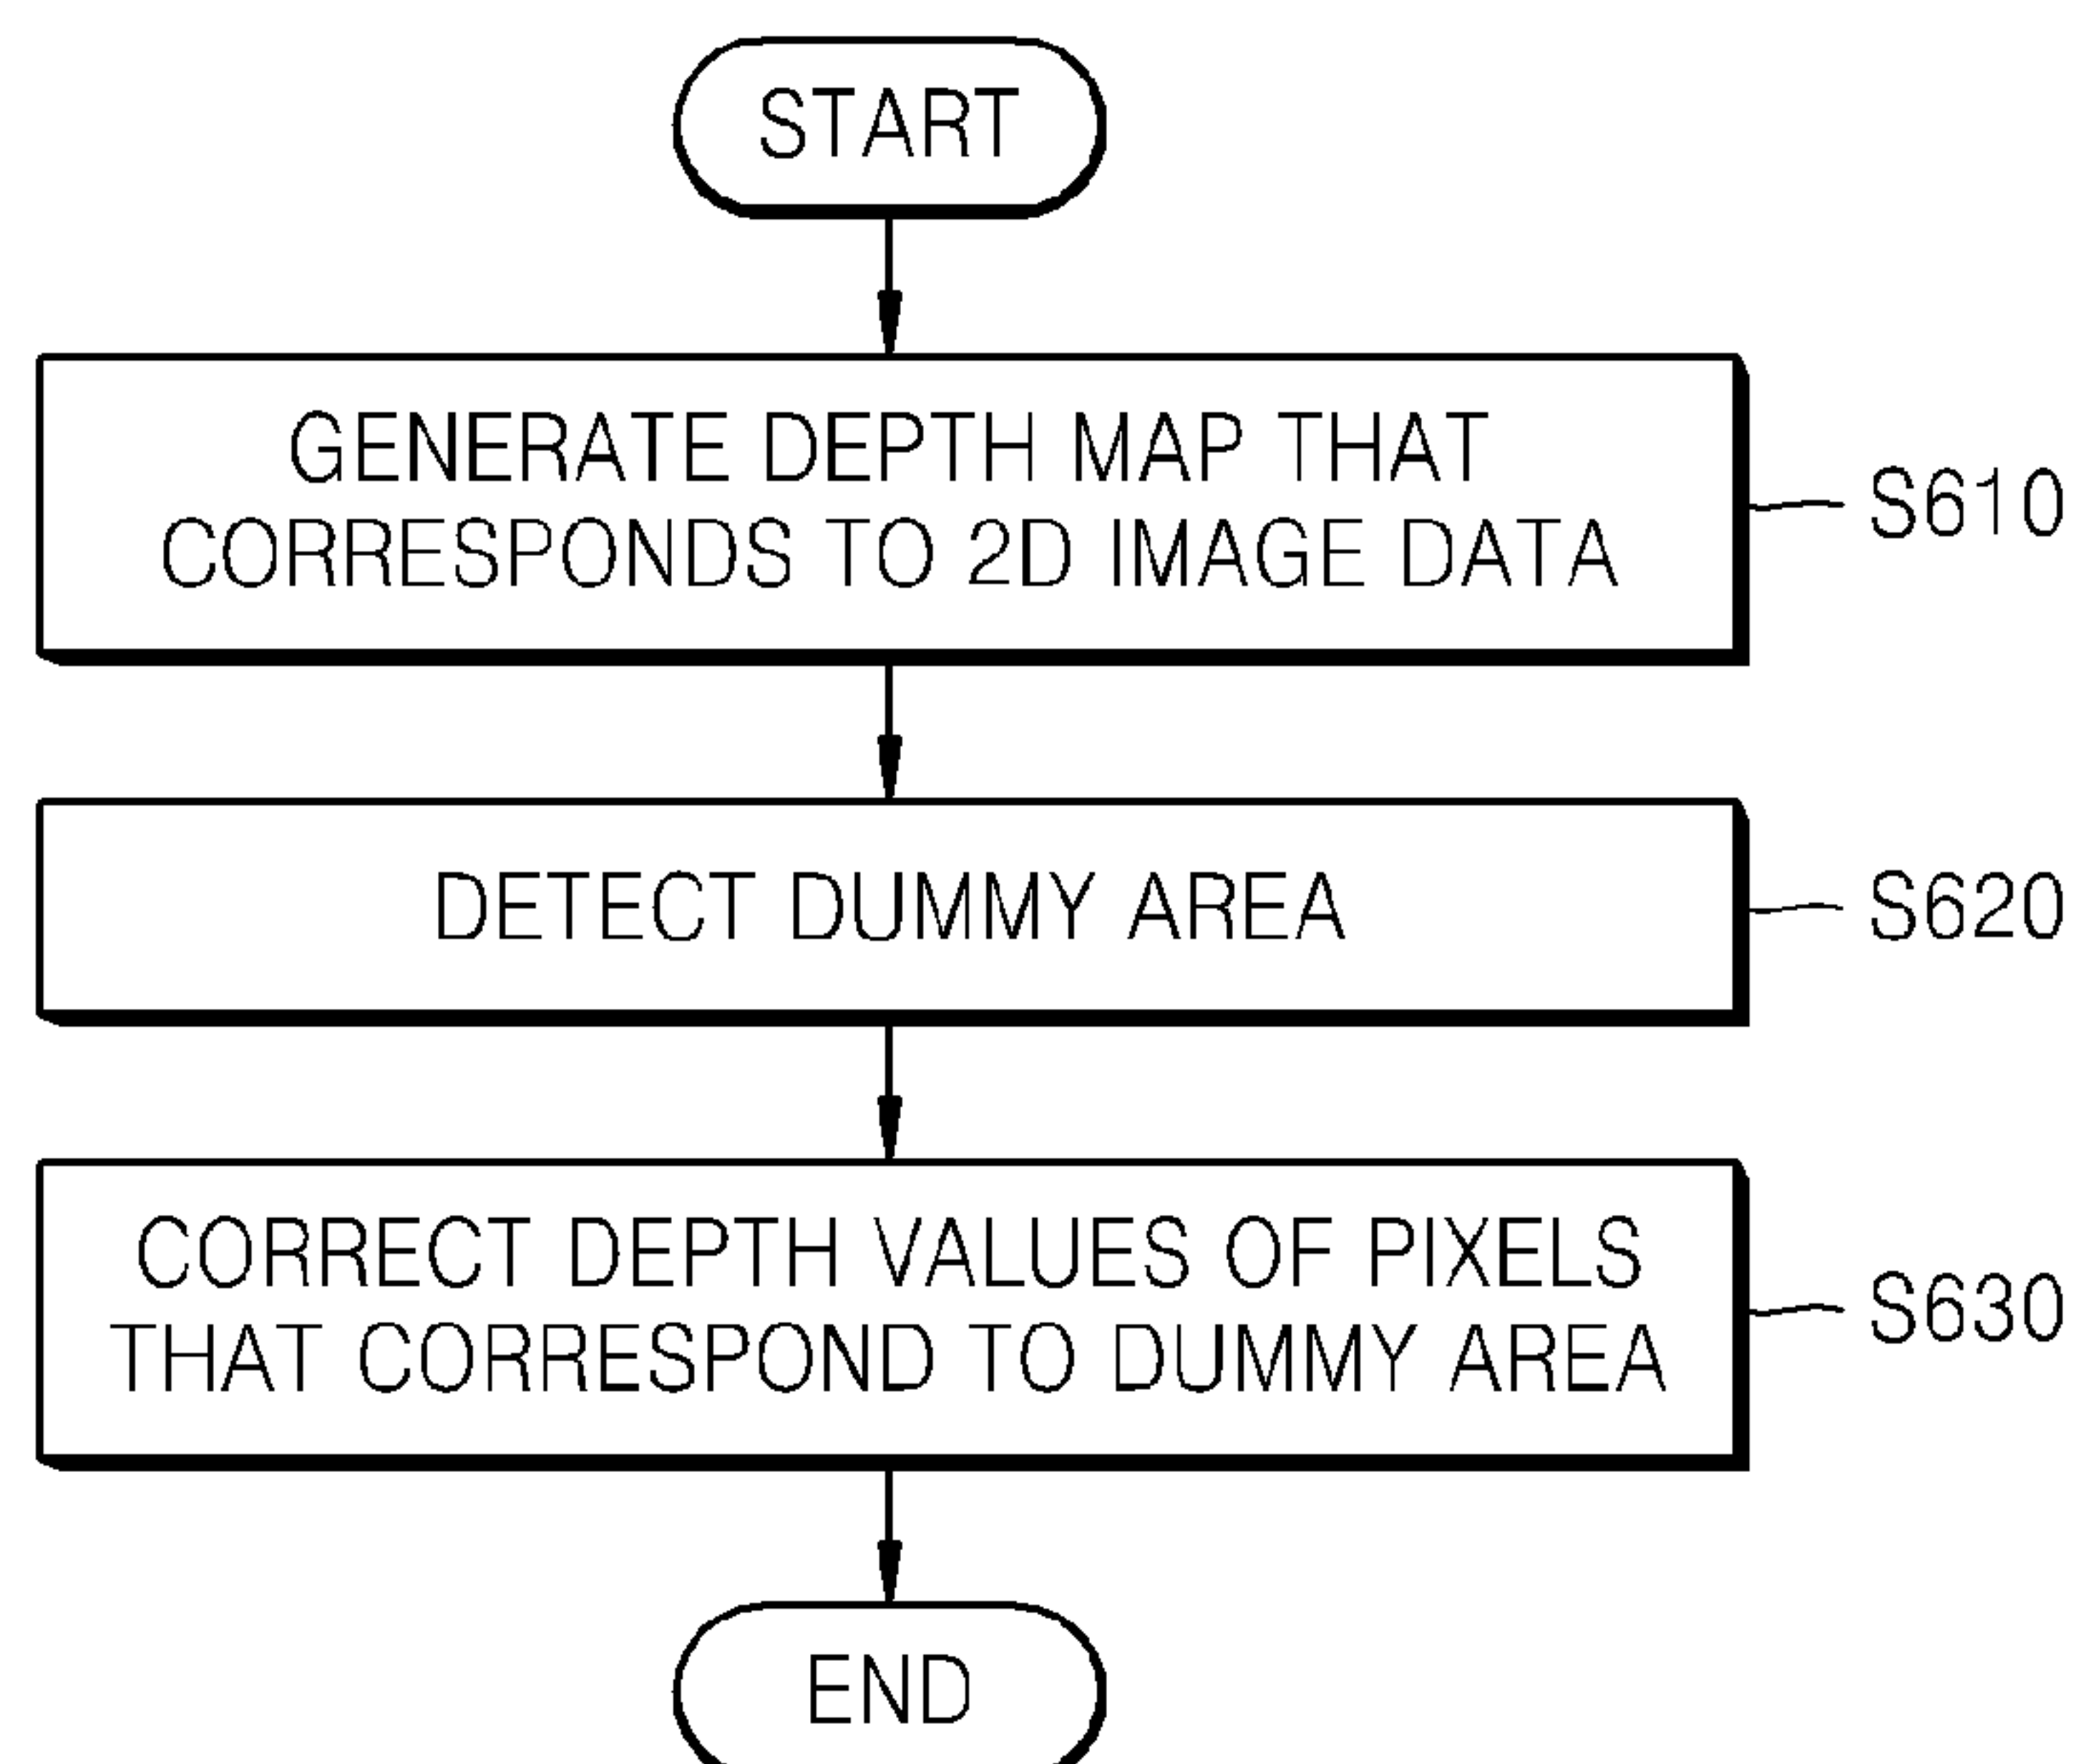 START
GENERATE DEPTH MAP THAT
CORRESPONDS TO 2D IMAGE DATA
S610
DETECT DUMMY AREA
S620
CORRECT DEPTH VALUES OF PIXELS
THAT CORRESPOND TO DUMMY AREA
S630
END